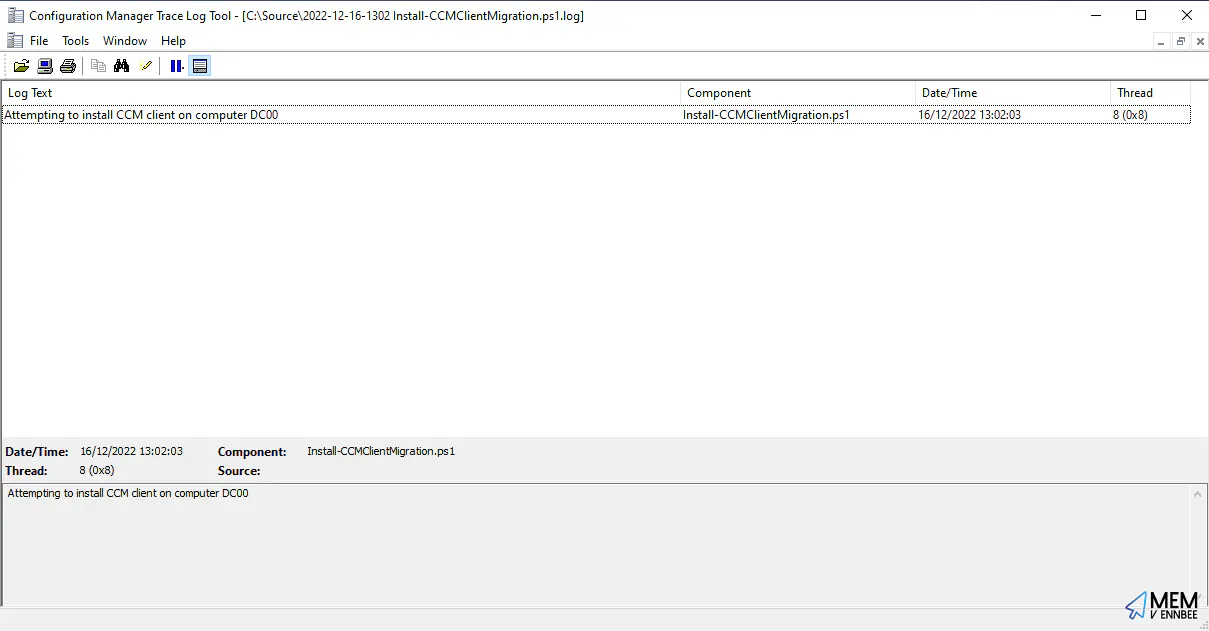 Configuration Manager Trace Log Tool - [C:\Source\2022-12-16-1302 Install-CCMClientMigration.ps1.log]
File Tools Window Help
Log Text Component Date/Time Thread
Attempting to install CCM client on computer DC00 Install-CCMClientMigration.ps1 16/12/2022 13:02:03 8 (0x8)
Date/Time: 16/12/2022 13:02:03 Component: Install-CCMClientMigration.ps1
Thread: 8 (0x8) Source:
Attempting to install CCM client on computer DC00
MEM
V ENNBEE